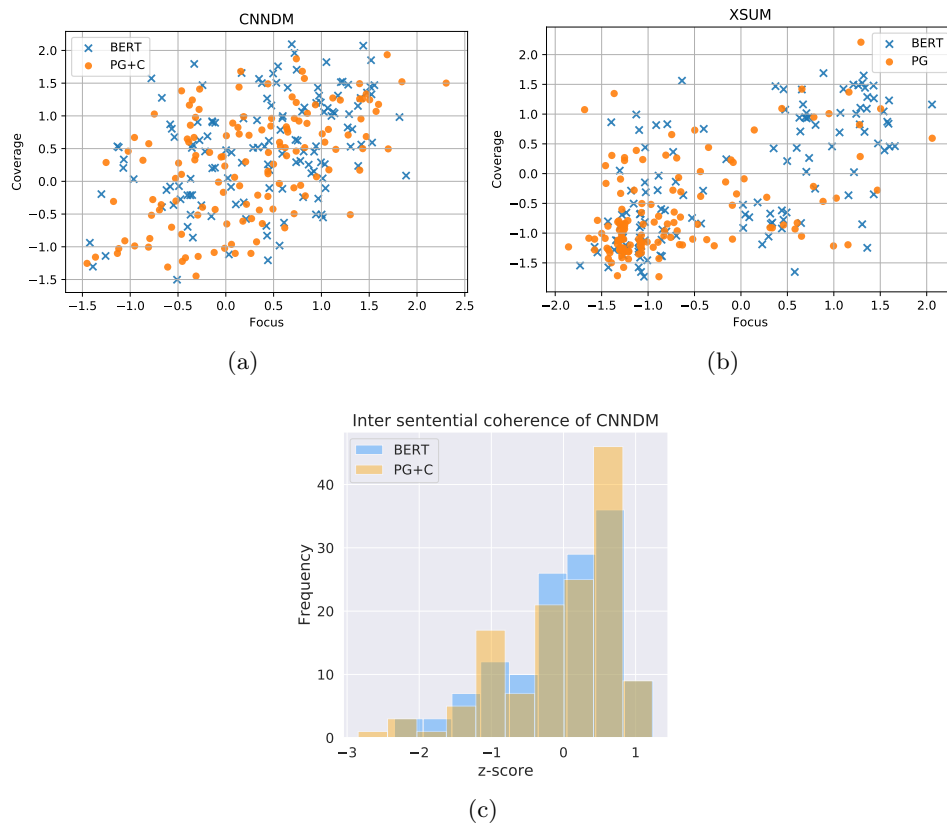 CNNDM
BERT
PG+C
2.0
1.5
1.0
0.5
0.0
−0.5
−1.0
−1.5
Coverage
−1.5 −1.0 −0.5 0.0 0.5 1.0 1.5 2.0 2.5
Focus
(a)
XSUM
BERT
PG
2.0
1.5
1.0
0.5
0.0
−0.5
−1.0
−1.5
Coverage
−2.0 −1.5 −1.0 −0.5 0.0 0.5 1.0 1.5 2.0
Focus
(b)
Inter sentential coherence of CNNDM
BERT
PG+C
40
30
20
10
0
Frequency
−3 −2 −1 0 1
z-score
(c)